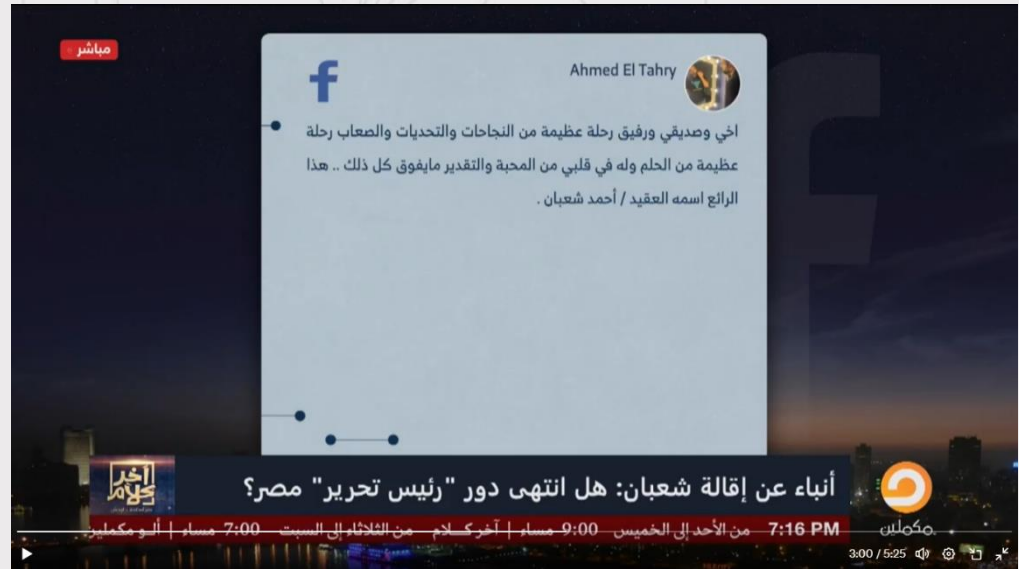 مباشر
Ahmed El Tahry
اخي وصديقي ورفيق رحلة عظيمة من النجاحات والتحديات والصعاب رحلة
عظيمة من الحلم وله في قلبي من المحبة والتقدير مايفوق كل ذلك .. هذا
الرائع اسمه العقيد / أحمد شعبان .
آخر كلام
أنباء عن إقالة شعبان: هل انتهى دور "رئيس تحرير" مصر؟
مكملين
7:16 PM من الأحد إلى الخميس 9:00 مساء | آخر كــلام من الثلاثاء إلى السبت 7:00 مساء | ألــو مكملين
3:00 / 5:25